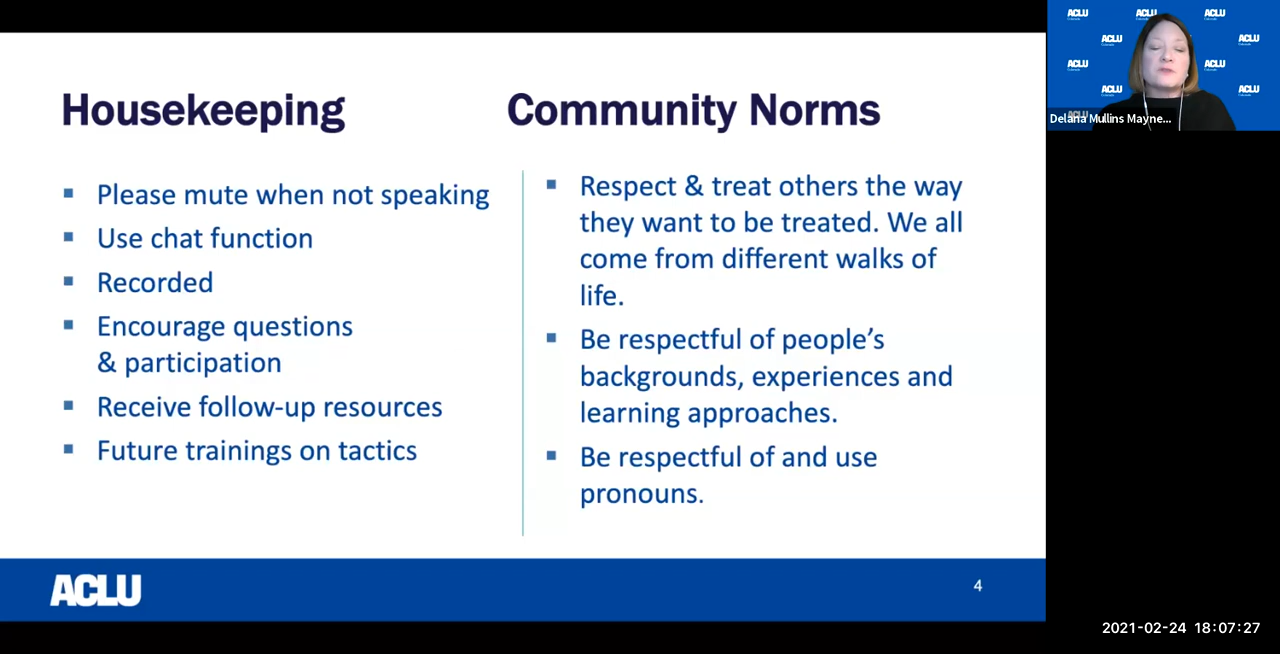 Housekeeping
Please mute when not speaking
Use chat function
Recorded
Encourage questions
& participation
Receive follow-up resources
Future trainings on tactics
Community Norms
Respect & treat others the way
they want to be treated. We all
come from different walks of
life.
Be respectful of people’s
backgrounds, experiences and
learning approaches.
Be respectful of and use
pronouns.
ACLU
4
ACLU
ACLU
ACLU
ACLU
ACLU
ACLU
ACLU
ACLU
ACLU
Delana Mullins Mayne...
2021-02-24 18:07:27